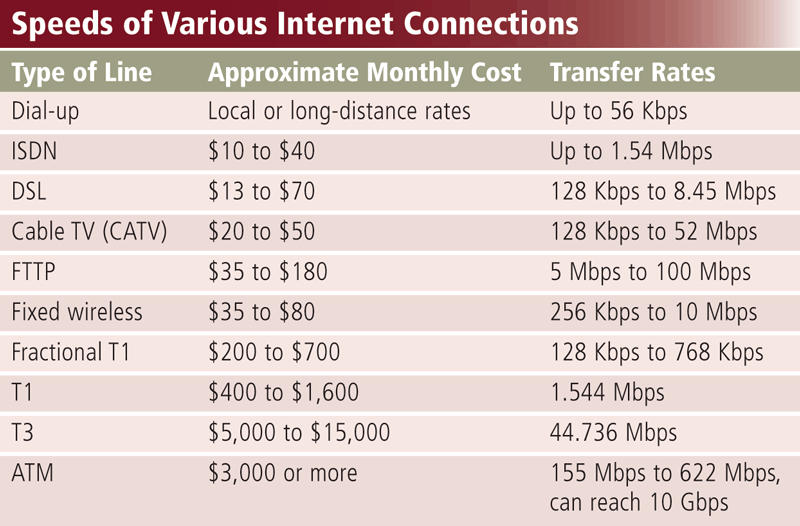 Speeds of Various Internet Connections
Type of Line Approximate Monthly Cost Transfer Rates
Dial-up Local or long-distance rates Up to 56 Kbps
ISDN $10 to $40 Up to 1.54 Mbps
DSL $13 to $70 128 Kbps to 8.45 Mbps
Cable TV (CATV) $20 to $50 128 Kbps to 52 Mbps
FTTP $35 to $180 5 Mbps to 100 Mbps
Fixed wireless $35 to $80 256 Kbps to 10 Mbps
Fractional T1 $200 to $700 128 Kbps to 768 Kbps
T1 $400 to $1,600 1.544 Mbps
T3 $5,000 to $15,000 44.736 Mbps
ATM $3,000 or more 155 Mbps to 622 Mbps,
can reach 10 Gbps